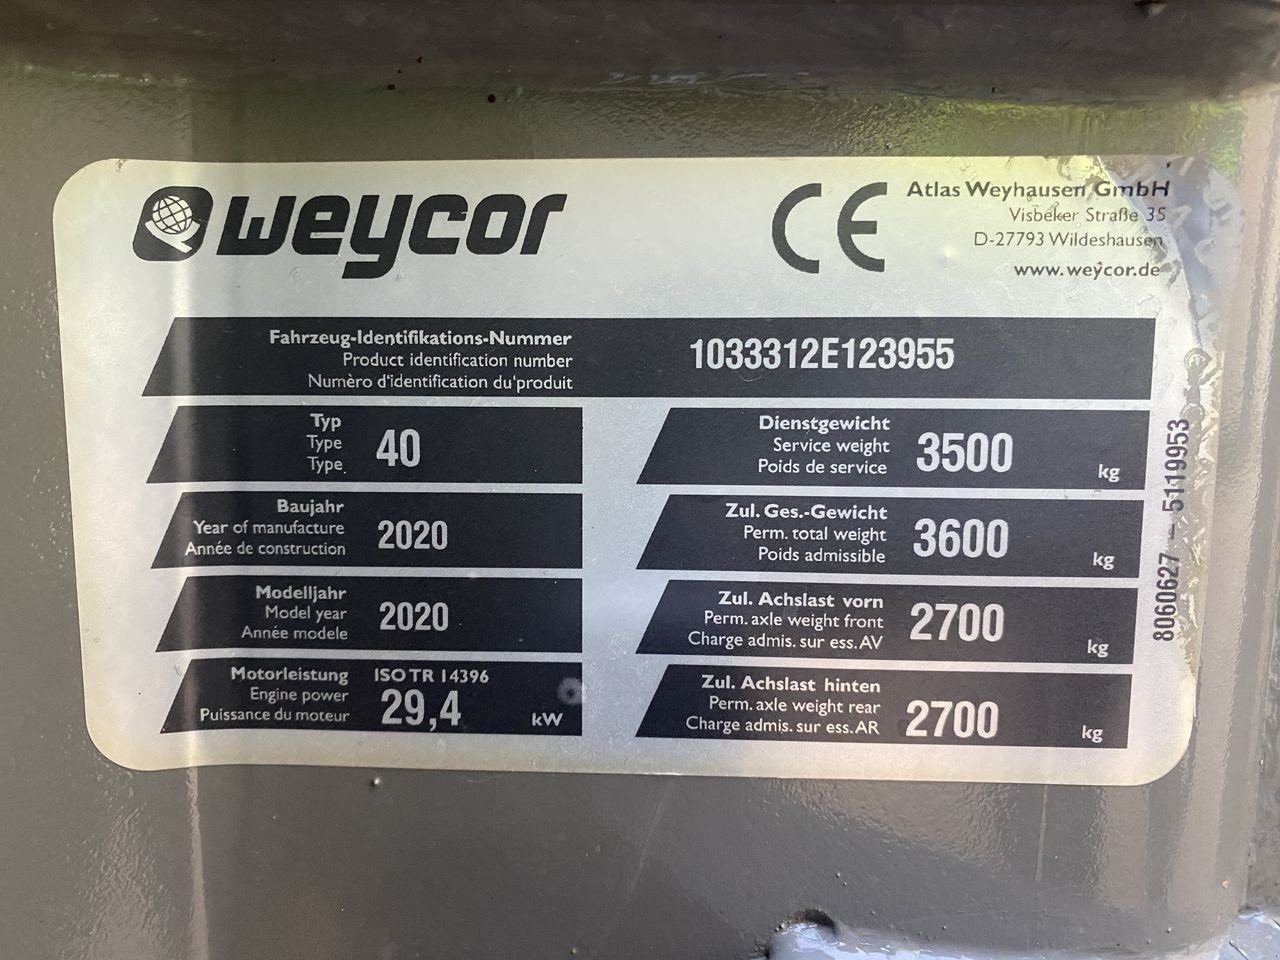 weycor
CE
Atlas Weyhausen GmbH
Visbeker Straße 35
D-27793 Wildeshausen
www.weycor.de
Fahrzeug-Identifikations-Nummer
Product identification number
Numèro d'identification du'produit
1033312E123955
Typ
Type
Type
40
Baujahr
Year of manufacture
Année de construction
2020
Modelljahr
Model year
Année modele
2020
Motorleistung
Engine power
Puissance du moteur
ISO TR 14396
29,4 kW
Dienstgewicht
Service weight
Poids de service
3500 kg
Zul. Ges.-Gewicht
Perm. total weight
Poids admissible
3600 kg
Zul. Achslast vorn
Perm. axle weight front
Charge admis. sur ess. AV
2700 kg
Zul. Achslast hinten
Perm. axle weight rear
Charge admis. sur ess. AR
2700 kg
8060627 - 5119953